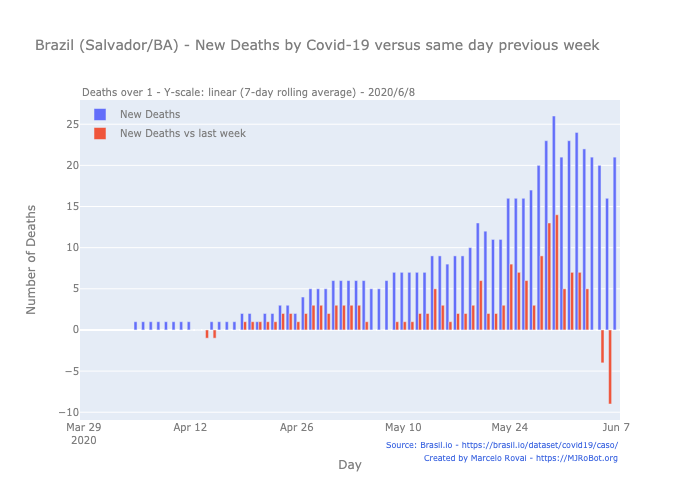 Brazil (Salvador/BA) - New Deaths by Covid-19 versus same day previous week
Deaths over 1 - Y-scale: linear (7-day rolling average) - 2020/6/8
New Deaths
New Deaths vs last week
25
20
15
10
5
0
−5
−10
Number of Deaths
Mar 29
2020
Apr 12
Apr 26
May 10
May 24
Jun 7
Day
Source: Brasil.io - https://brasil.io/dataset/covid19/caso/
Created by Marcelo Rovai - https://MJRoBot.org